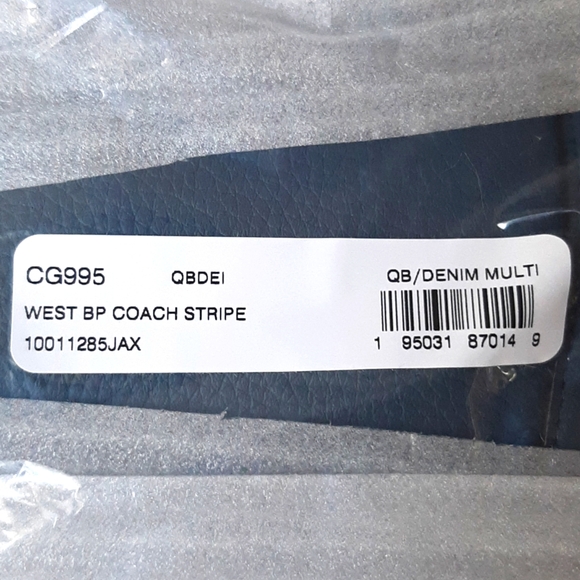 CG995 QBDEI QB/DENIM MULTI
WEST BP COACH STRIPE
10011285JAX
1 95031 87014 9